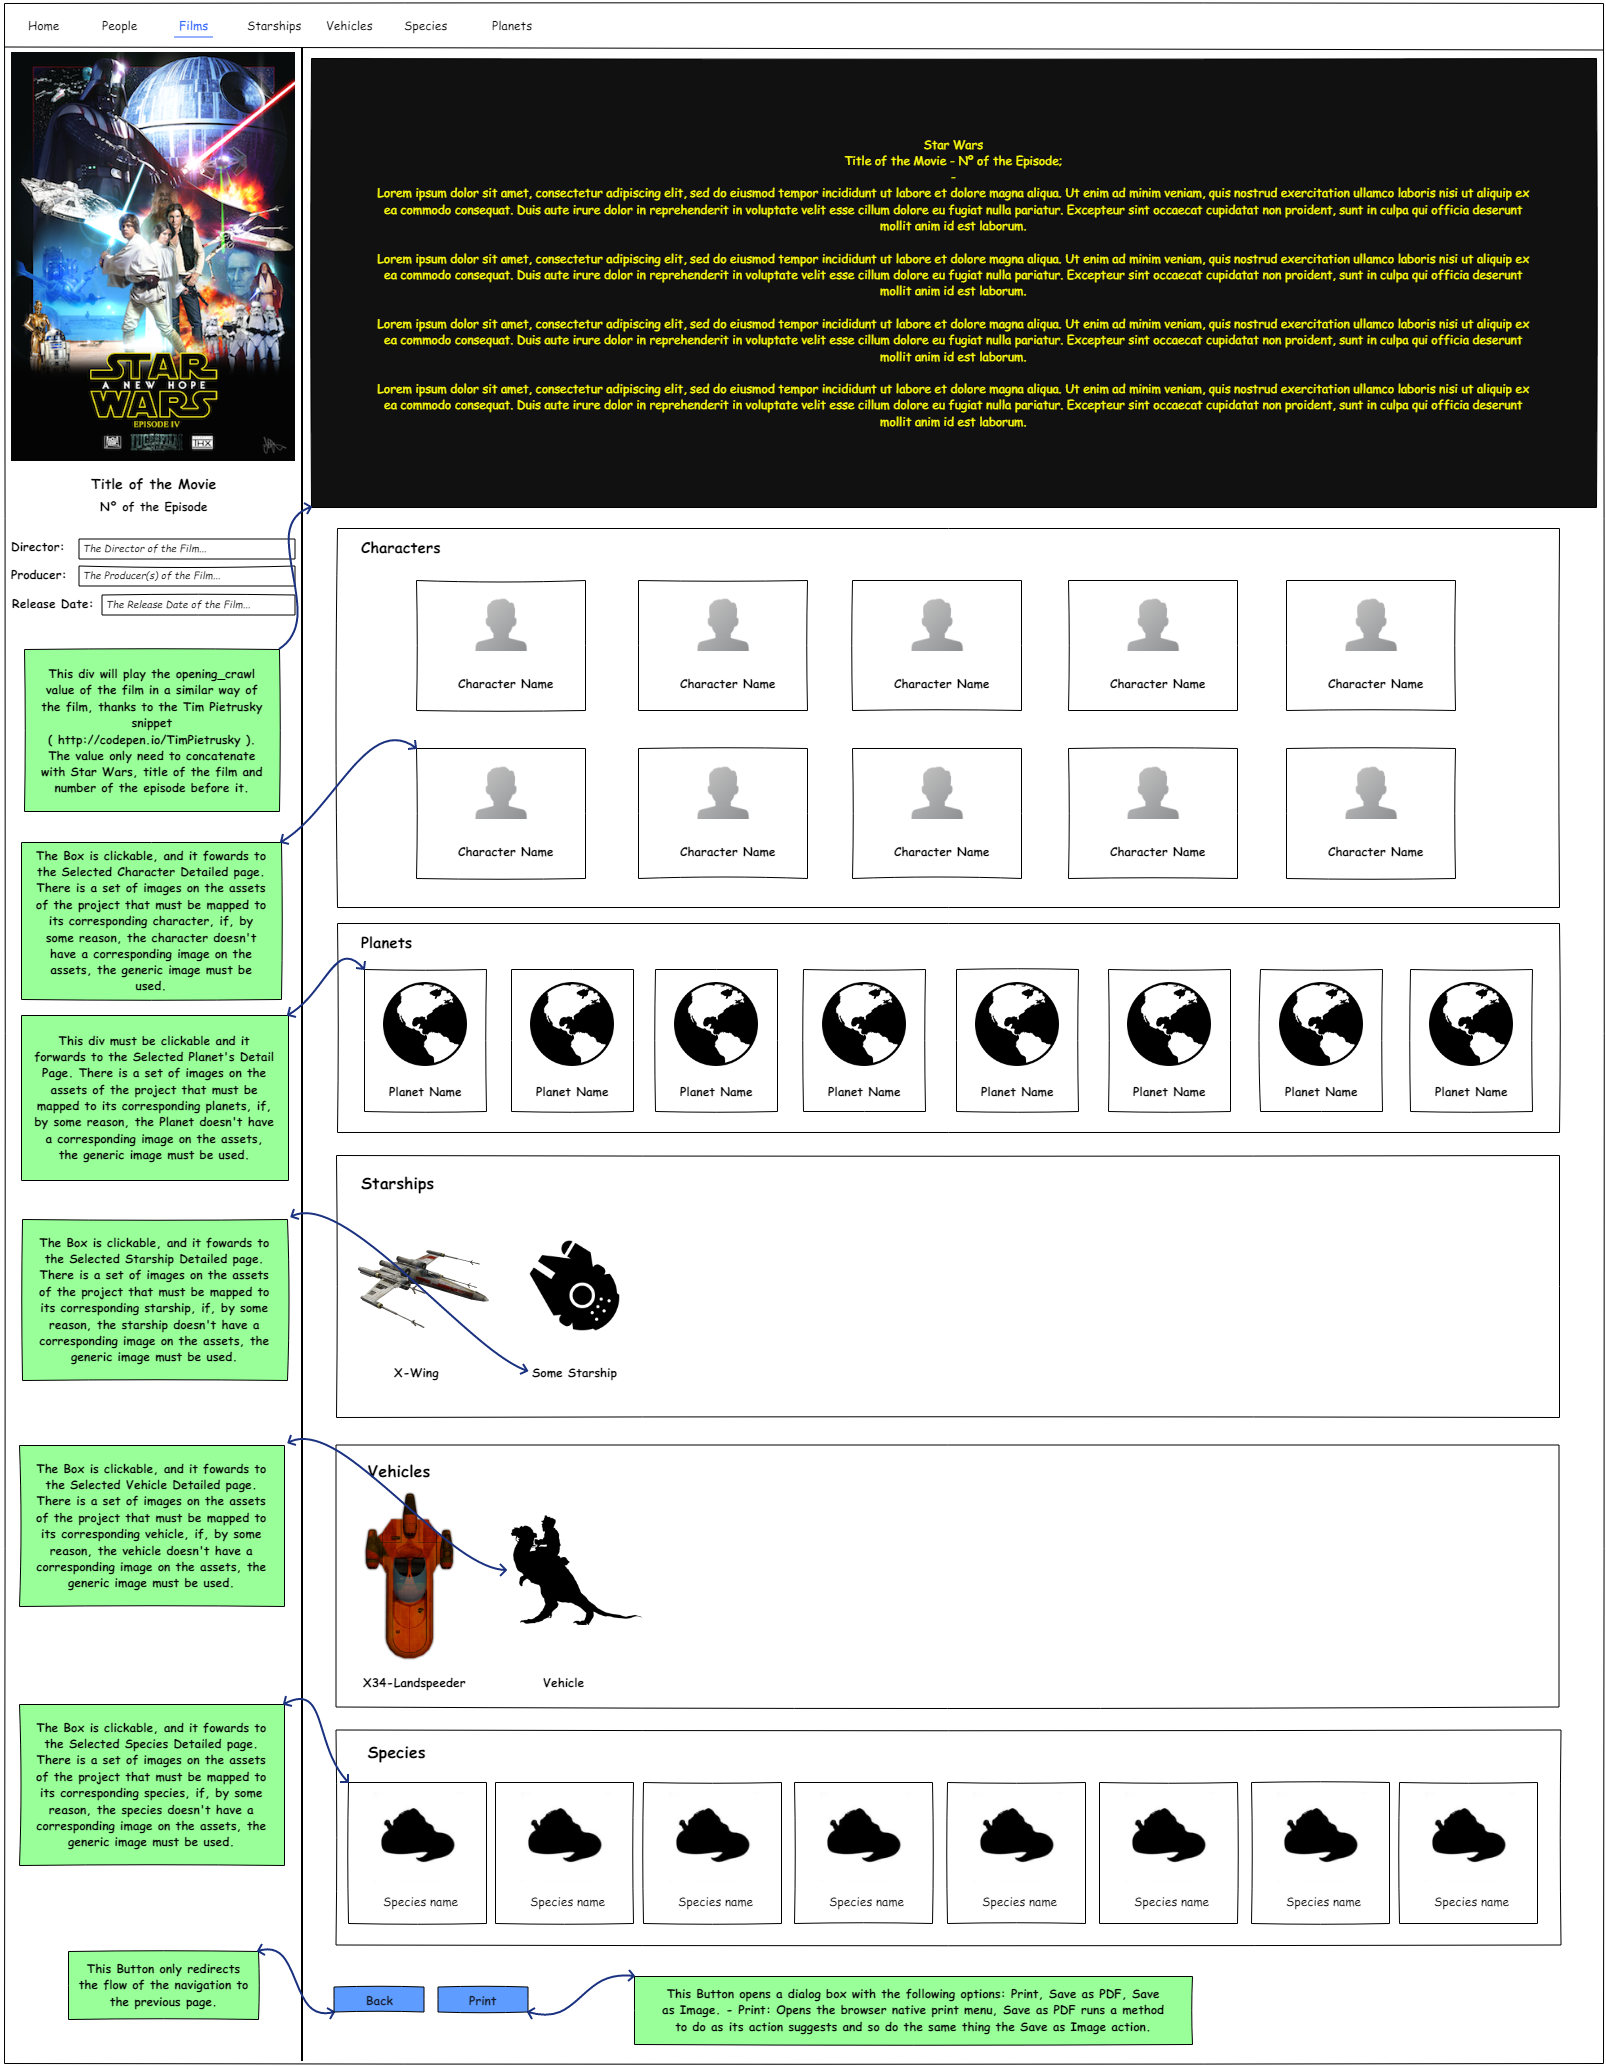 Home People Films Starships Vehicles Species Planets
STAR
A NEW HOPE
WARS
EPISODE IV
LUCASFILM
THX
Title of the Movie
Nº of the Episode
Director: The Director of the Film...
Producer: The Producer(s) of the Film...
Release Date: The Release Date of the Film...
This div will play the opening_crawl
value of the film in a similar way of
the film, thanks to the Tim Pietrusky
snippet
( http://codepen.io/TimPietrusky ).
The value only need to concatenate
with Star Wars, title of the film and
number of the episode before it.
The Box is clickable, and it fowards to
the Selected Character Detailed page.
There is a set of images on the assets
of the project that must be mapped to
its corresponding character, if, by
some reason, the character doesn't
have a corresponding image on the
assets, the generic image must be
used.
This div must be clickable and it
forwards to the Selected Planet's Detail
Page. There is a set of images on the
assets of the project that must be
mapped to its corresponding planets, if,
by some reason, the Planet doesn't have
a corresponding image on the assets,
the generic image must be used.
The Box is clickable, and it fowards to
the Selected Starship Detailed page.
There is a set of images on the assets
of the project that must be mapped to
its corresponding starship, if, by some
reason, the starship doesn't have a
corresponding image on the assets, the
generic image must be used.
The Box is clickable, and it fowards to
the Selected Vehicle Detailed page.
There is a set of images on the assets
of the project that must be mapped to
its corresponding vehicle, if, by some
reason, the vehicle doesn't have a
corresponding image on the assets, the
generic image must be used.
The Box is clickable, and it fowards to
the Selected Species Detailed page.
There is a set of images on the assets
of the project that must be mapped to
its corresponding species, if, by some
reason, the species doesn't have a
corresponding image on the assets, the
generic image must be used.
This Button only redirects
the flow of the navigation to
the previous page.
Star Wars
Title of the Movie - Nº of the Episode;
-
Lorem ipsum dolor sit amet, consectetur adipiscing elit, sed do eiusmod tempor incididunt ut labore et dolore magna aliqua. Ut enim ad minim veniam, quis nostrud exercitation ullamco laboris nisi ut aliquip ex
ea commodo consequat. Duis aute irure dolor in reprehenderit in voluptate velit esse cillum dolore eu fugiat nulla pariatur. Excepteur sint occaecat cupidatat non proident, sunt in culpa qui officia deserunt
mollit anim id est laborum.
Lorem ipsum dolor sit amet, consectetur adipiscing elit, sed do eiusmod tempor incididunt ut labore et dolore magna aliqua. Ut enim ad minim veniam, quis nostrud exercitation ullamco laboris nisi ut aliquip ex
ea commodo consequat. Duis aute irure dolor in reprehenderit in voluptate velit esse cillum dolore eu fugiat nulla pariatur. Excepteur sint occaecat cupidatat non proident, sunt in culpa qui officia deserunt
mollit anim id est laborum.
Lorem ipsum dolor sit amet, consectetur adipiscing elit, sed do eiusmod tempor incididunt ut labore et dolore magna aliqua. Ut enim ad minim veniam, quis nostrud exercitation ullamco laboris nisi ut aliquip ex
ea commodo consequat. Duis aute irure dolor in reprehenderit in voluptate velit esse cillum dolore eu fugiat nulla pariatur. Excepteur sint occaecat cupidatat non proident, sunt in culpa qui officia deserunt
mollit anim id est laborum.
Lorem ipsum dolor sit amet, consectetur adipiscing elit, sed do eiusmod tempor incididunt ut labore et dolore magna aliqua. Ut enim ad minim veniam, quis nostrud exercitation ullamco laboris nisi ut aliquip ex
ea commodo consequat. Duis aute irure dolor in reprehenderit in voluptate velit esse cillum dolore eu fugiat nulla pariatur. Excepteur sint occaecat cupidatat non proident, sunt in culpa qui officia deserunt
mollit anim id est laborum.
Characters
Character Name Character Name Character Name Character Name Character Name
Character Name Character Name Character Name Character Name Character Name
Planets
Planet Name Planet Name Planet Name Planet Name Planet Name Planet Name Planet Name Planet Name
Starships
X-Wing Some Starship
Vehicles
X34-Landspeeder Vehicle
Species
Species name Species name Species name Species name Species name Species name Species name Species name
Back Print
This Button opens a dialog box with the following options: Print, Save as PDF, Save
as Image. - Print: Opens the browser native print menu, Save as PDF runs a method
to do as its action suggests and so do the same thing the Save as Image action.